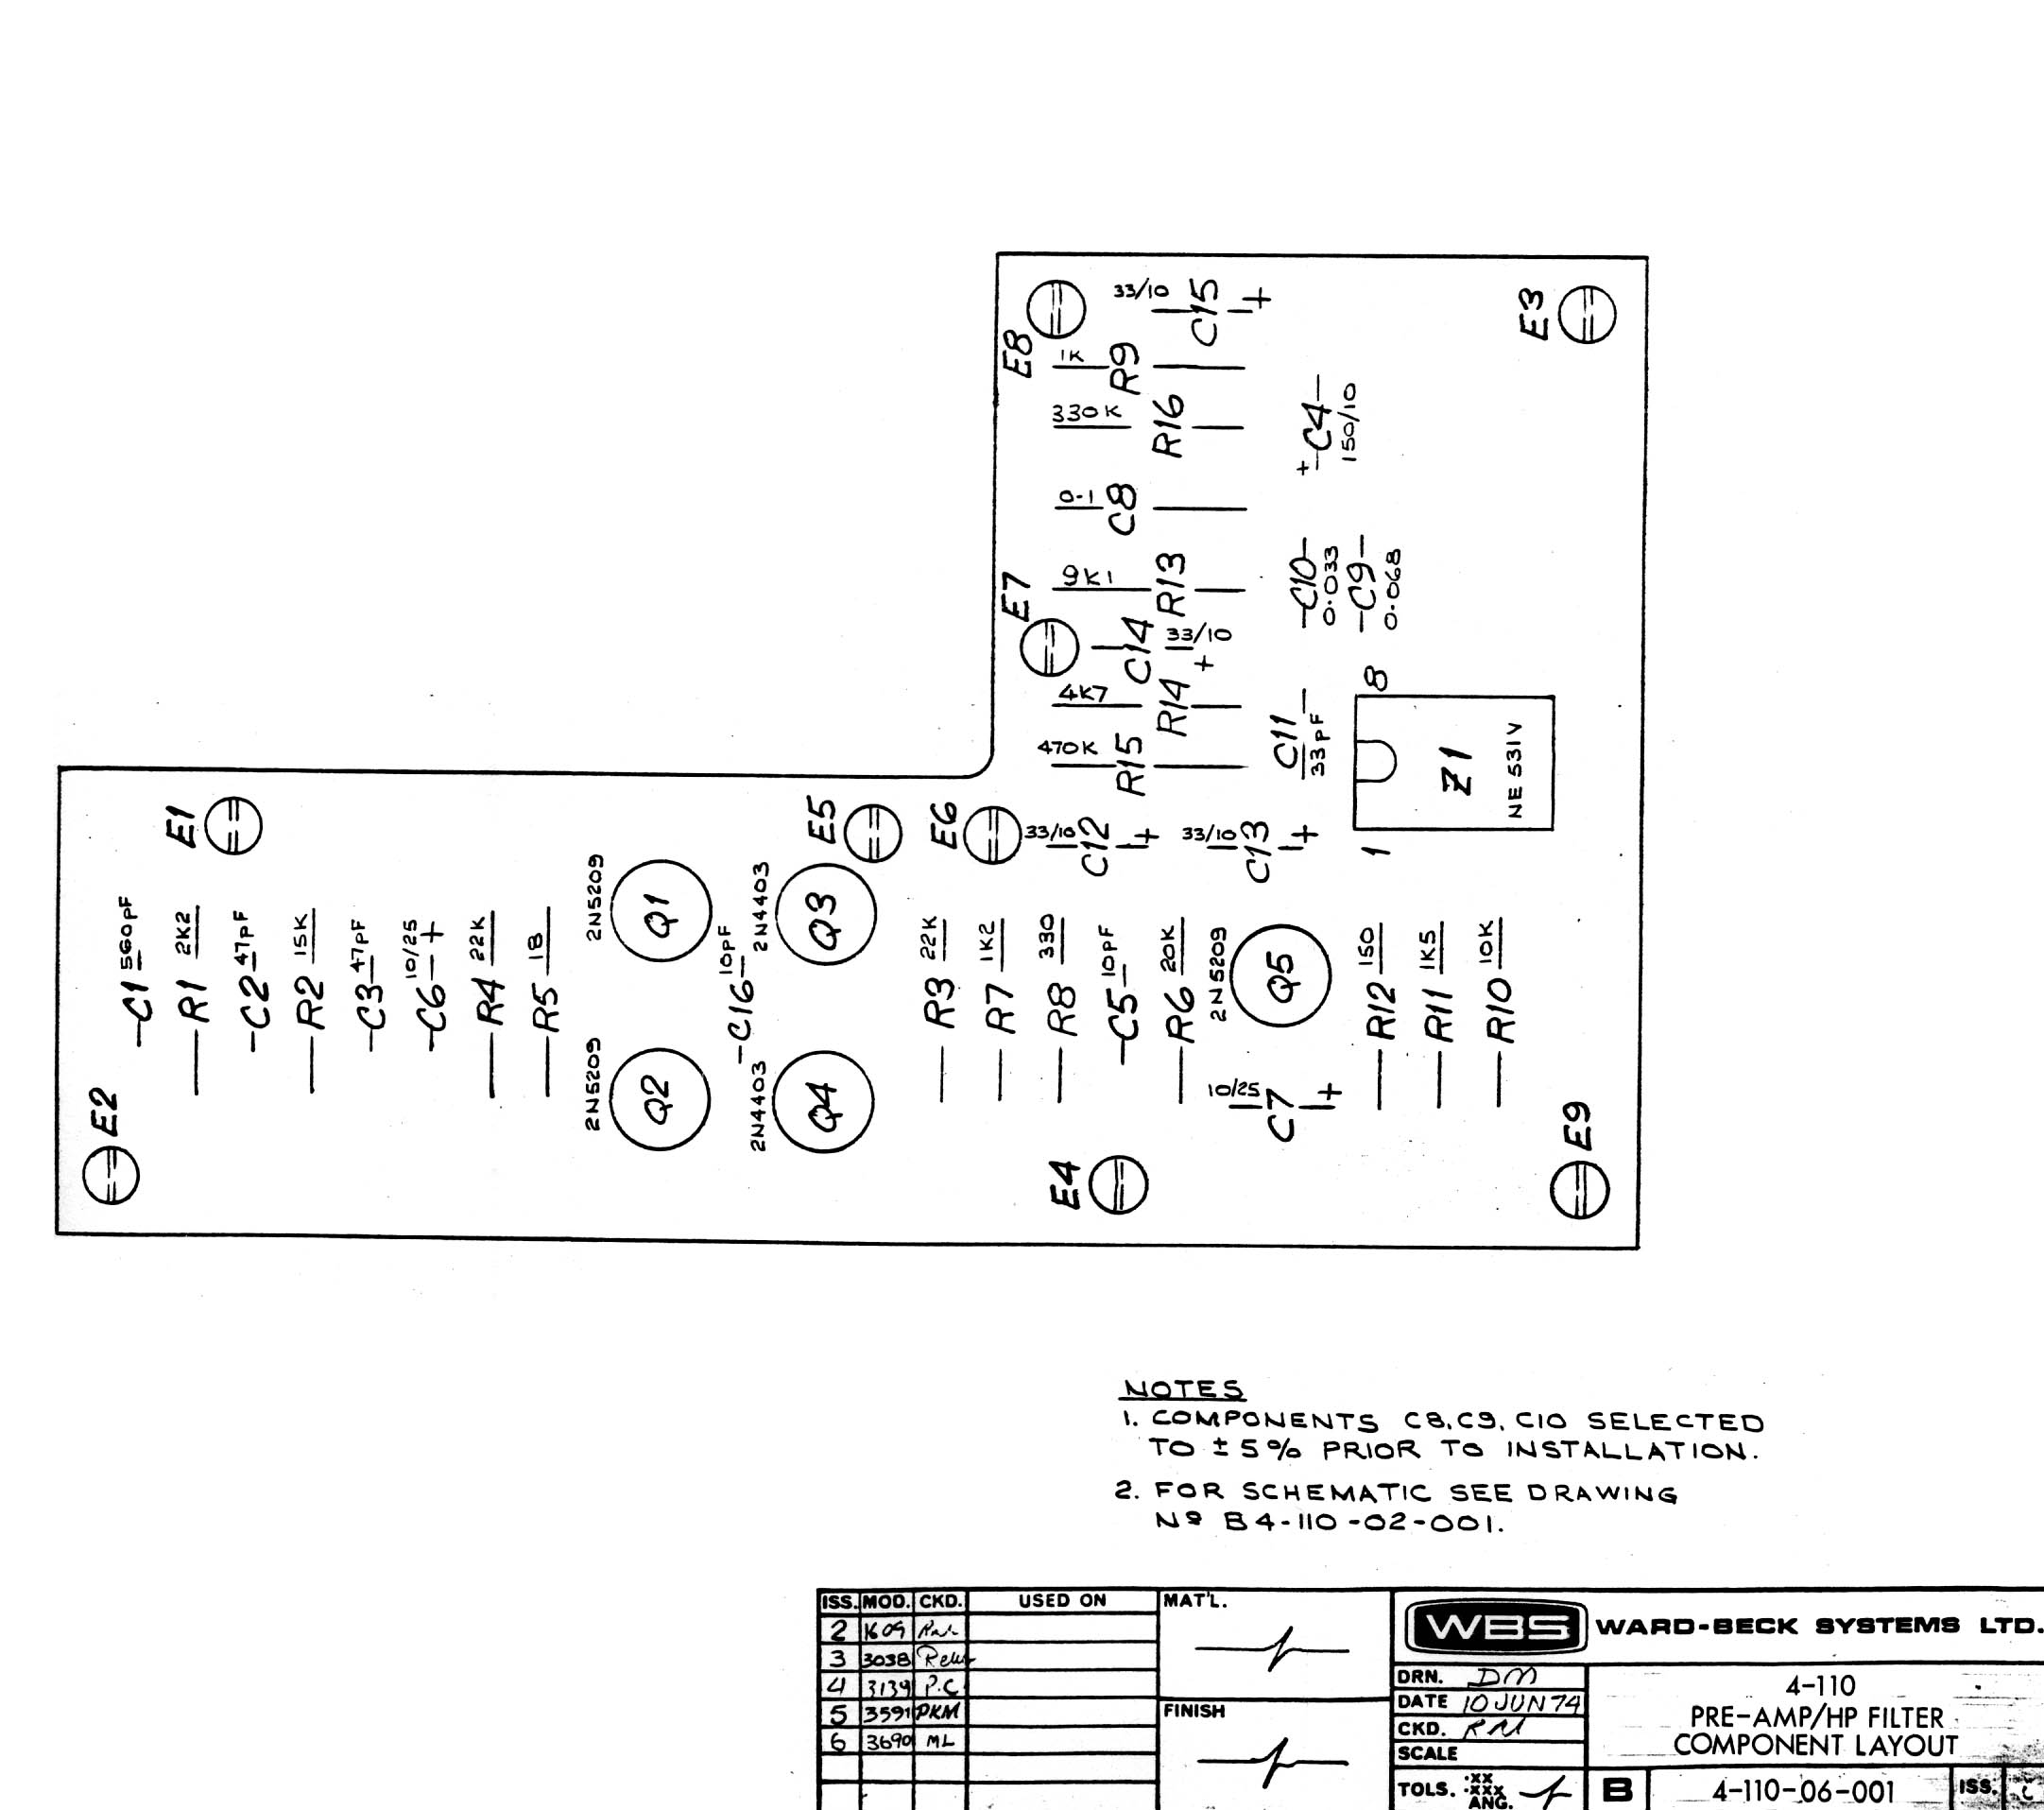 33/10
C15
+
E8
1K
R9
E3
330K
R16
+
C4
150/10
0.1
C8
E7
9K1
R13
C10
0.033
C9
0.068
C14
33/10
+
4K7
R14
C11
33pF
8
Z1
NE531V
1
470K
R15
E1
E5
E6
33/10
C12
+
33/10
C13
+
C1 560pF
R1 2K2
C2 47pF
R2 15K
C3 47pF
C6 10/25
+
R4 22K
R5 18
2N5209
Q1
2N4403
Q3
C16 10pF
2N5209
Q2
2N4403
Q4
R3 22K
R7 1K2
R8 330
C5 10pF
R6 20K
2N5209
Q5
R12 150
R11 1K5
R10 10K
10/25
C7
+
E2
E4
E9
NOTES
1. COMPONENTS C8, C9, C10 SELECTED
TO ± 5% PRIOR TO INSTALLATION.
2. FOR SCHEMATIC SEE DRAWING
Nº B4-110-02-001.
ISS. MOD. CKD. USED ON MAT'L.
2 1609
3 3038
4 3139 P.C
5 3591 PKM
6 3690 ML
FINISH
WBS WARD-BECK SYSTEMS LTD.
DRN. DM
DATE 10 JUN 74
CKD. RM
SCALE
TOLS. .XX
.XXX
ANG.
4-110
PRE-AMP/HP FILTER
COMPONENT LAYOUT
B 4-110-06-001 ISS.